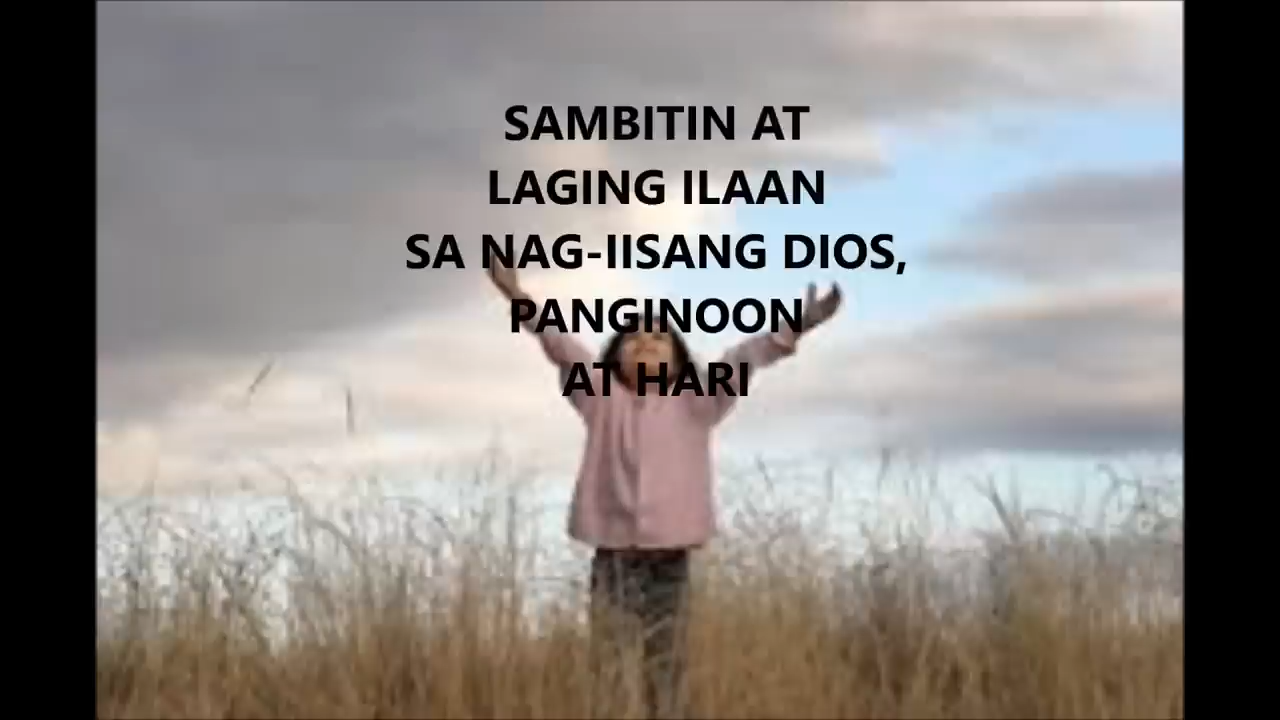 SAMBITIN AT
LAGING ILAAN
SA NAG-IISANG DIOS,
PANGINOON
AT HARI